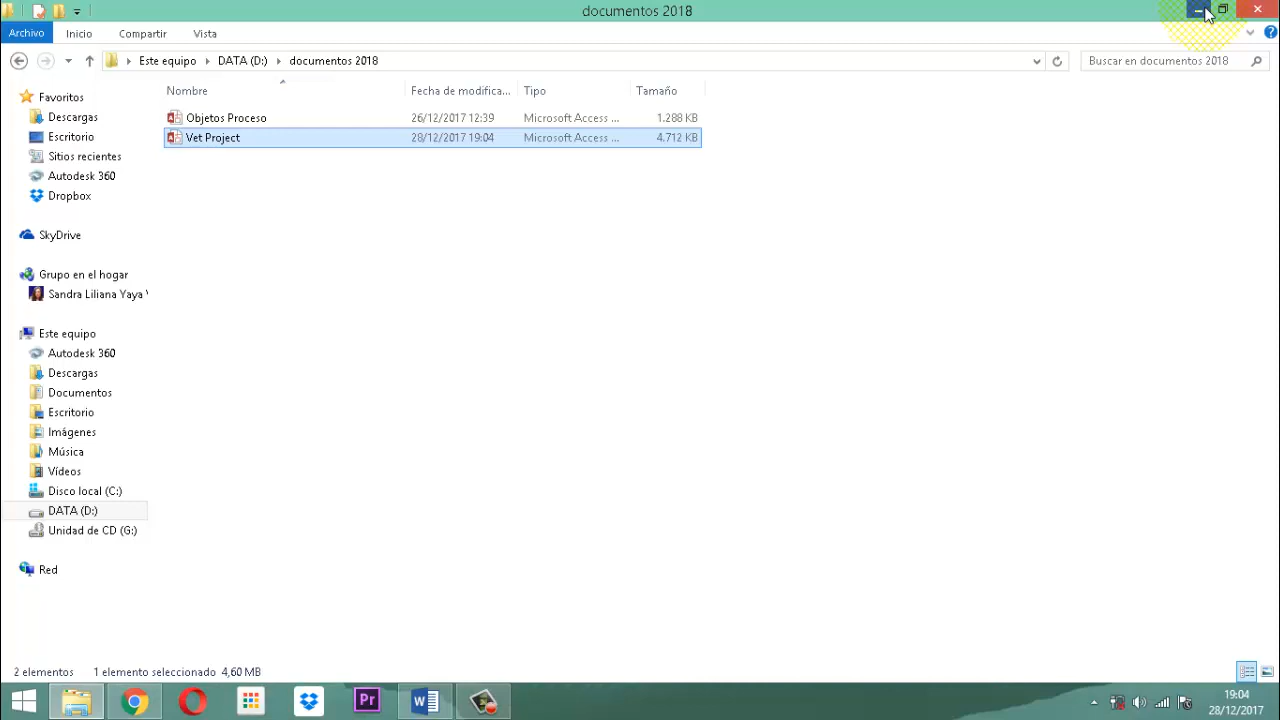 documentos 2018
Archivo Inicio Compartir Vista
Este equipo DATA (D:) documentos 2018 Buscar en documentos 2018
Nombre Fecha de modifica... Tipo Tamaño
Objetos Proceso 26/12/2017 12:39 Microsoft Access ... 1.288 KB
Vet Project 28/12/2017 19:04 Microsoft Access ... 4.712 KB
Favoritos
Descargas
Escritorio
Sitios recientes
Autodesk 360
Dropbox
SkyDrive
Grupo en el hogar
Sandra Liliana Yaya
Este equipo
Autodesk 360
Descargas
Documentos
Escritorio
Imágenes
Música
Vídeos
Disco local (C:)
DATA (D:)
Unidad de CD (G:)
Red
2 elementos 1 elemento seleccionado 4,60 MB
Pr
19:04
28/12/2017